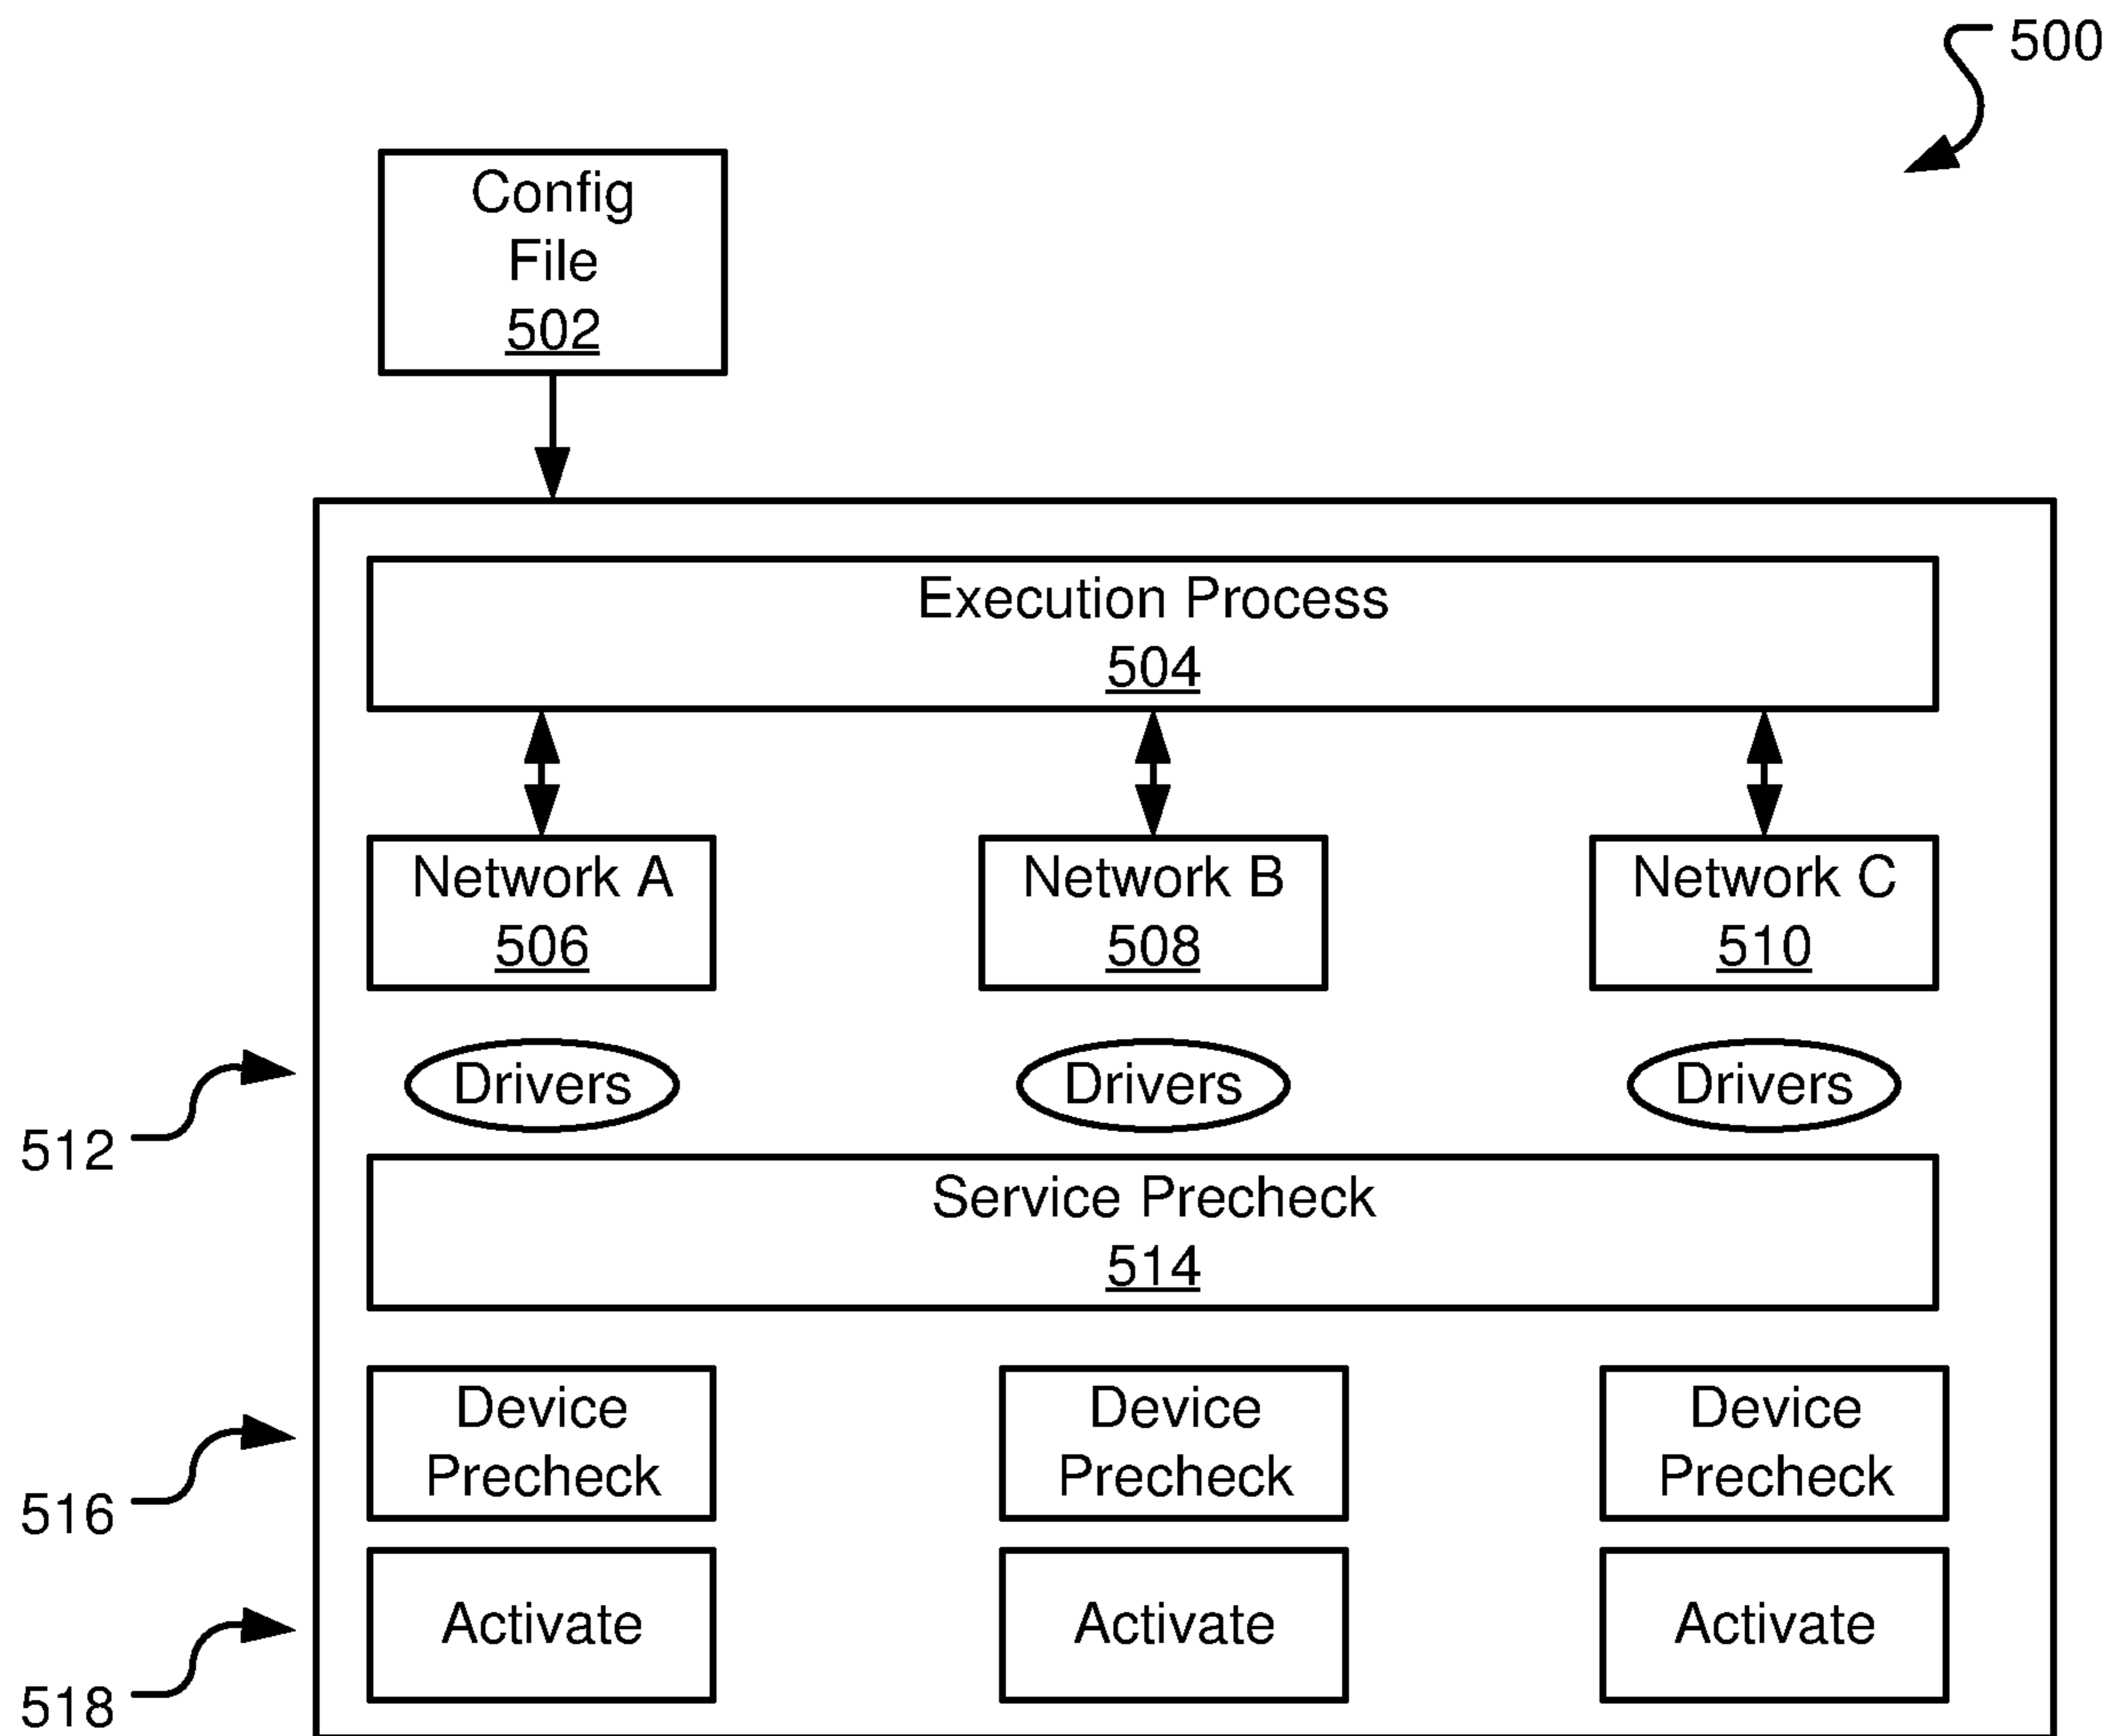 500
Config
File
502
Execution Process
504
Network A
506
Network B
508
Network C
510
512
Drivers
Drivers
Drivers
Service Precheck
514
516
Device
Precheck
Device
Precheck
Device
Precheck
518
Activate
Activate
Activate